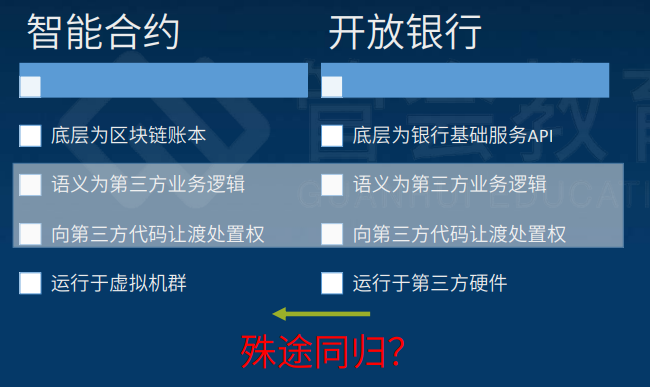 智能合约
开放银行
底层为区块链账本
底层为银行基础服务API
语义为第三方业务逻辑
语义为第三方业务逻辑
向第三方代码让渡处置权
向第三方代码让渡处置权
运行于虚拟机群
运行于第三方硬件
殊途同归？